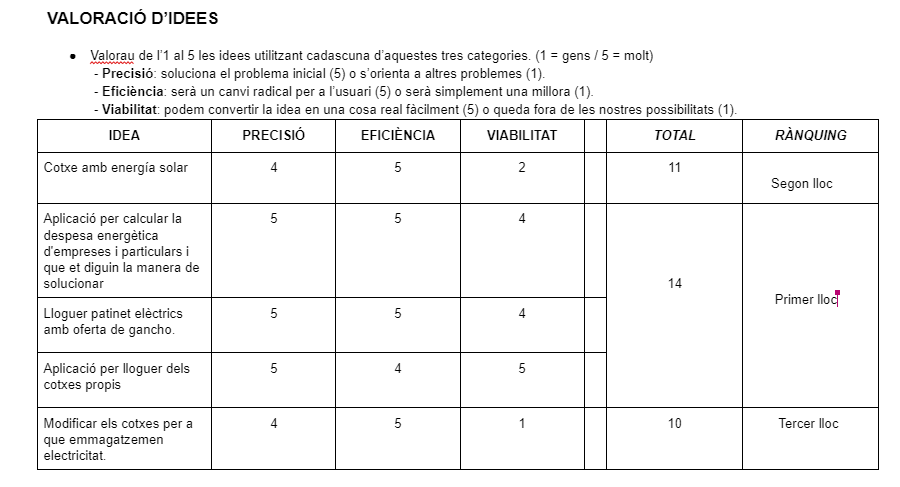 VALORACIÓ D'IDEES
● Valorau de l'1 al 5 les idees utilitzant cadascuna d'aquestes tres categories. (1 = gens / 5 = molt)
- Precisió: soluciona el problema inicial (5) o s'orienta a altres problemes (1).
- Eficiència: serà un canvi radical per a l'usuari (5) o serà simplement una millora (1).
- Viabilitat: podem convertir la idea en una cosa real fàcilment (5) o queda fora de les nostres possibilitats (1).
IDEA PRECISIÓ EFICIÈNCIA VIABILITAT TOTAL RÀNQUING
Cotxe amb energía solar 4 5 2 11
Segon lloc
Aplicació per calcular la 5 5 4
despesa energètica
d'empreses i particulars i
que et diguin la manera de
solucionar 14
Primer lloc
Lloguer patinet elèctrics 5 5 4
amb oferta de gancho.
Aplicació per lloguer dels 5 4 5
cotxes propis
Modificar els cotxes per a 4 5 1 10 Tercer lloc
que emmagatzemen
electricitat.